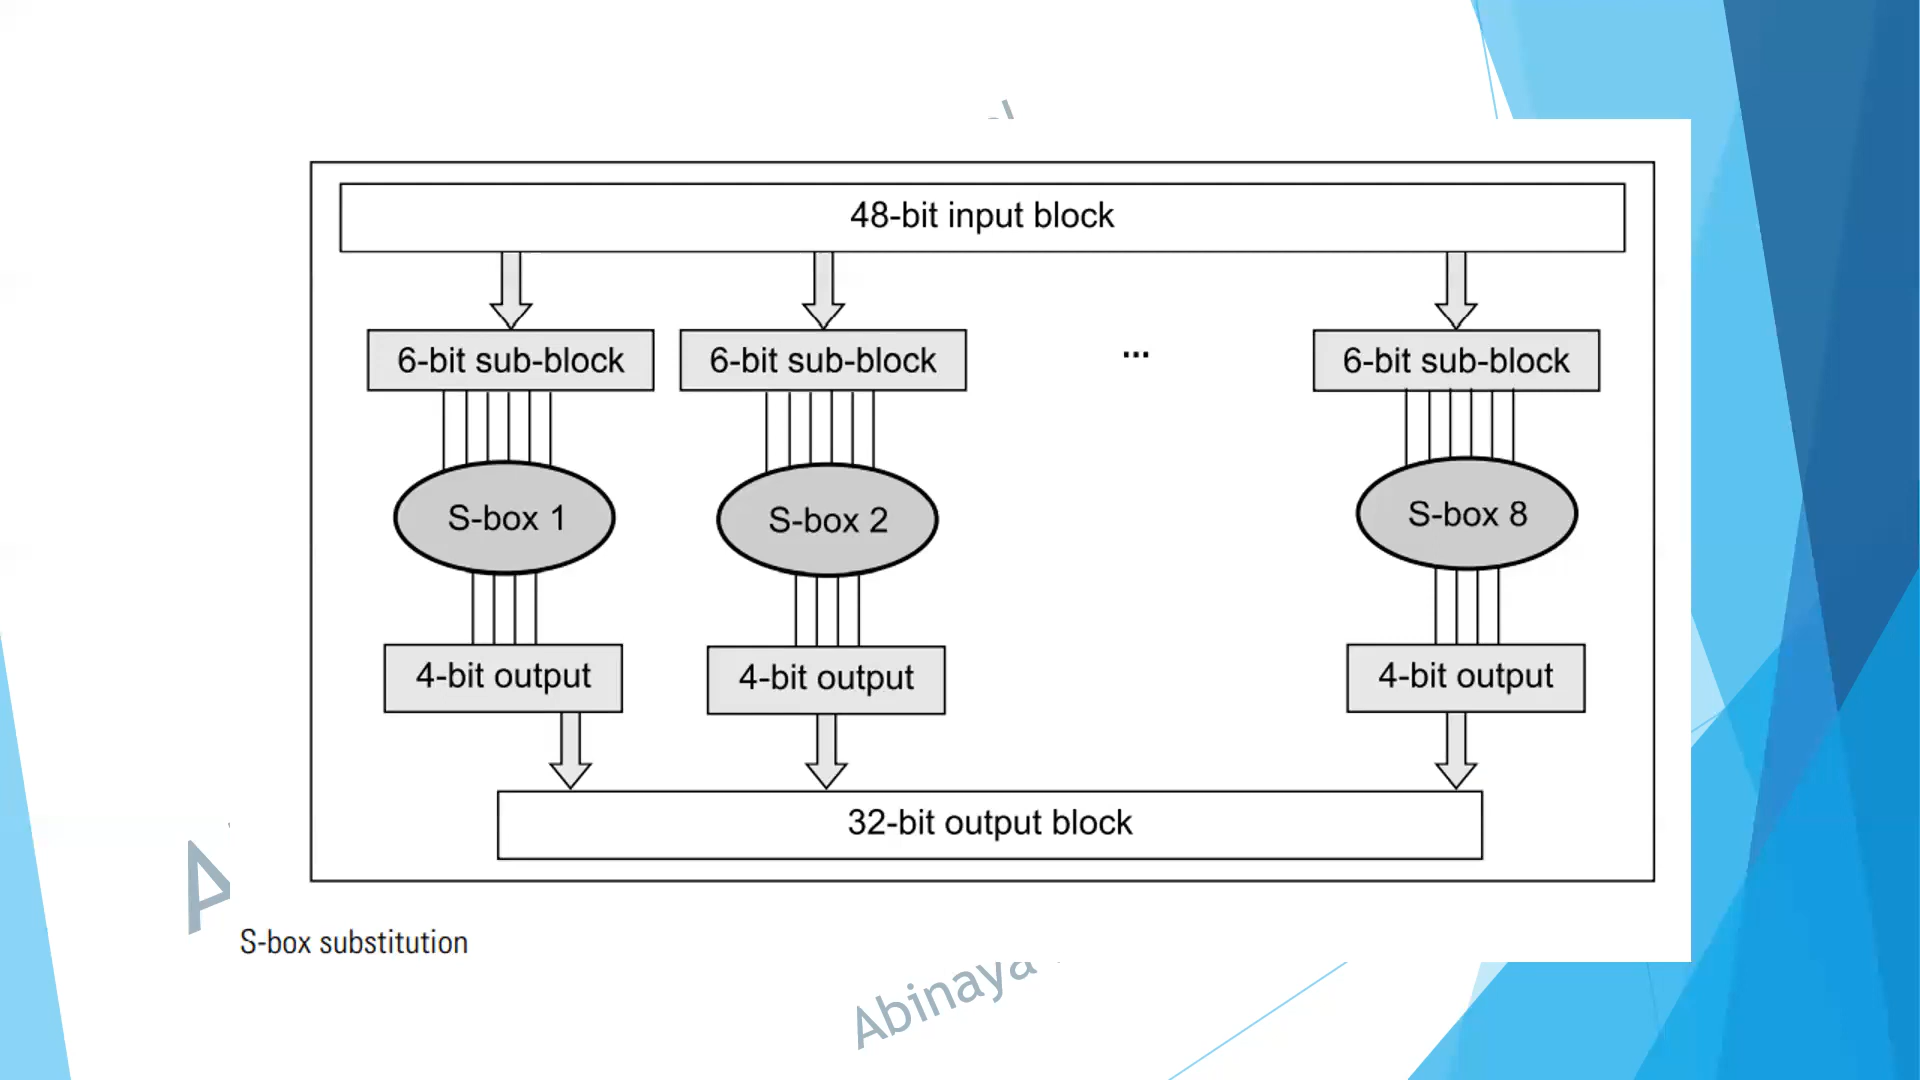 48-bit input block
6-bit sub-block 6-bit sub-block ... 6-bit sub-block
S-box 1 S-box 2 S-box 8
4-bit output 4-bit output 4-bit output
32-bit output block
S-box substitution
Abinaya